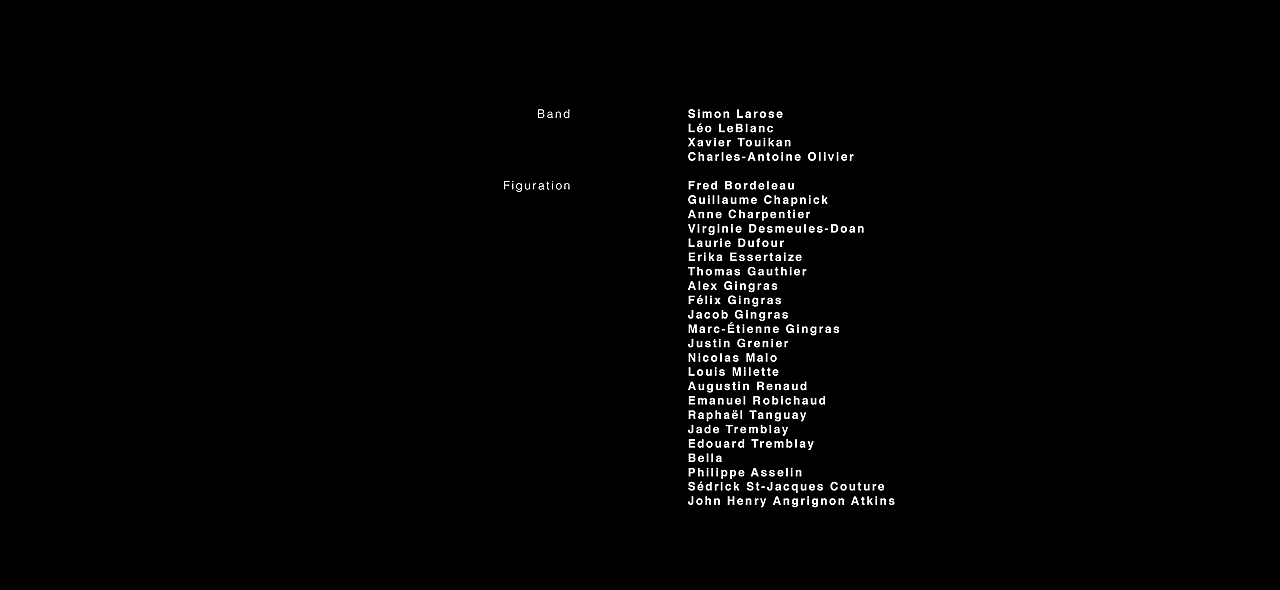 Band Simon Larose
Léo LeBlanc
Xavier Touikan
Charles-Antoine Olivier
Figuration Fred Bordeleau
Guillaume Chapnick
Anne Charpentier
Virginie Desmeules-Doan
Laurie Dufour
Erika Essertaize
Thomas Gauthier
Alex Gingras
Félix Gingras
Jacob Gingras
Marc-Étienne Gingras
Justin Grenier
Nicolas Malo
Louis Milette
Augustin Renaud
Emanuel Robichaud
Raphaël Tanguay
Jade Tremblay
Edouard Tremblay
Bella
Philippe Asselin
Sédrick St-Jacques Couture
John Henry Angrignon Atkins